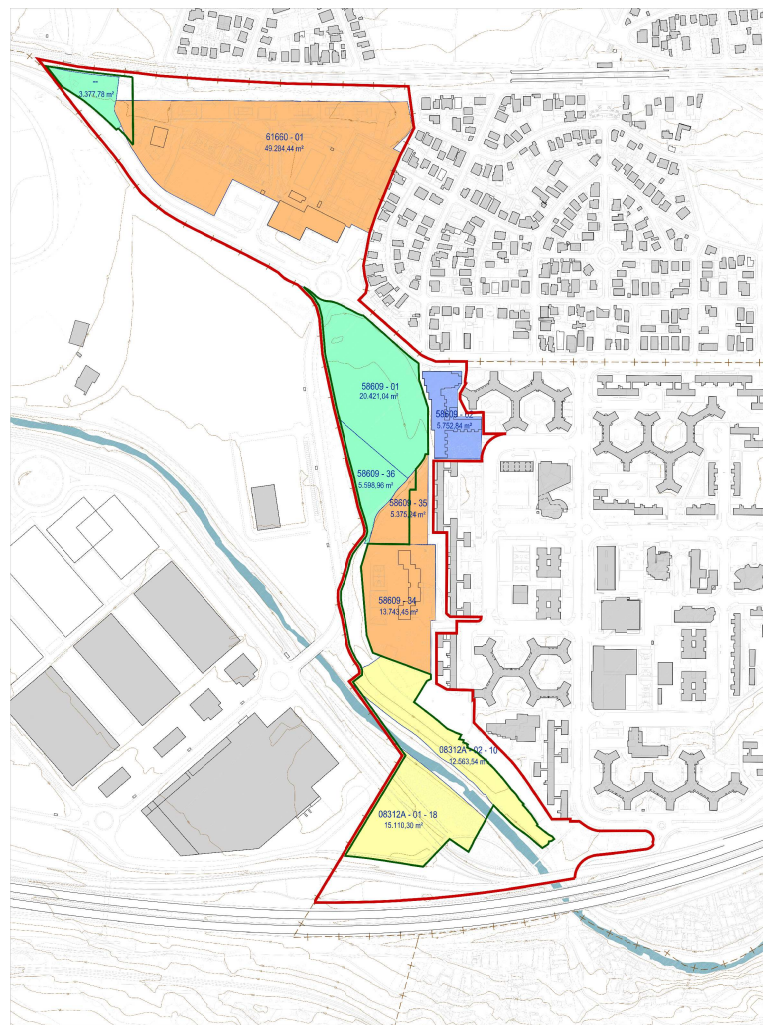 --
3.377,78 m²
61660 - 01
49.284,44 m²
58609 - 01
20.421,04 m²
58609 - 02
5.752,84 m²
58609 - 36
5.598,96 m²
58609 - 35
5.375,24 m²
58609 - 34
13.743,45 m²
08312A - 02 - 10
12.563,54 m²
08312A - 01 - 18
15.110,30 m²